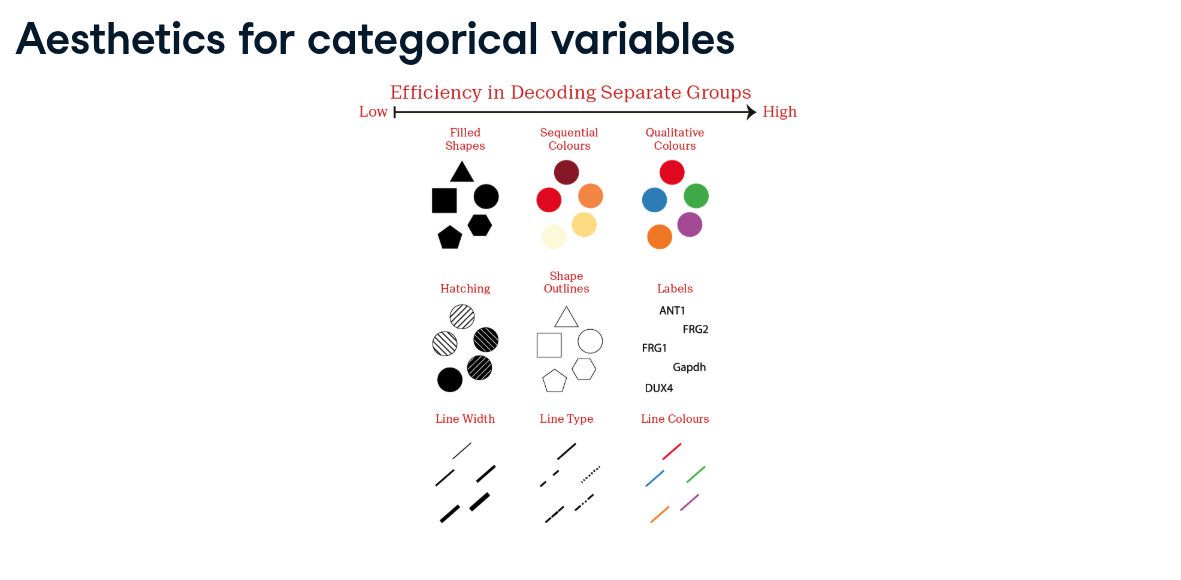 Aesthetics for categorical variables
Efficiency in Decoding Separate Groups
Low High
Filled Shapes
Sequential Colours
Qualitative Colours
Hatching
Shape Outlines
Labels
ANT1
FRG2
FRG1
Gapdh
DUX4
Line Width
Line Type
Line Colours